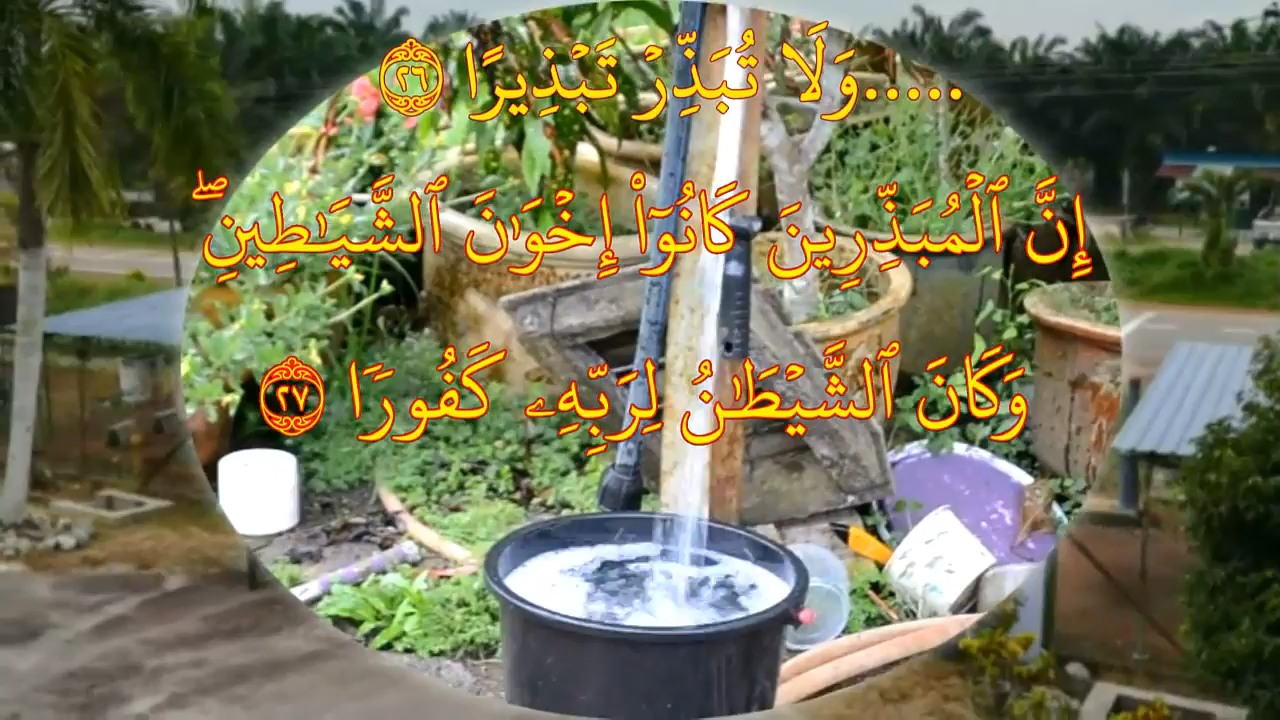 .....وَلَا تُبَذِّرْ تَبْذِيرًا ٢٦
إِنَّ ٱلْمُبَذِّرِينَ كَانُوٓا۟ إِخْوَٰنَ ٱلشَّيَـٰطِينِ ۖ
وَكَانَ ٱلشَّيْطَـٰنُ لِرَبِّهِۦ كَفُورًا ٢٧